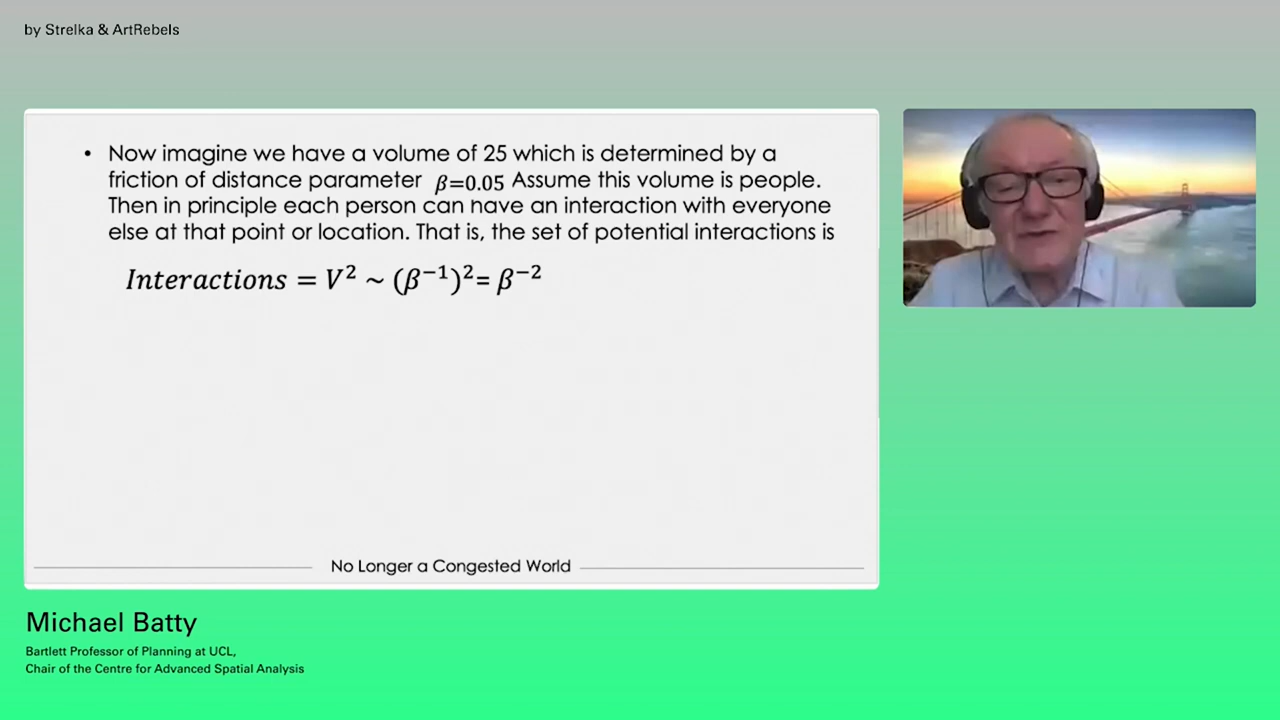 by Strelka & ArtRebels
• Now imagine we have a volume of 25 which is determined by a
friction of distance parameter β=0.05 Assume this volume is people.
Then in principle each person can have an interaction with everyone
else at that point or location. That is, the set of potential interactions is
Interactions = V² ~ (β⁻¹)²= β⁻²
No Longer a Congested World
Michael Batty
Bartlett Professor of Planning at UCL,
Chair of the Centre for Advanced Spatial Analysis